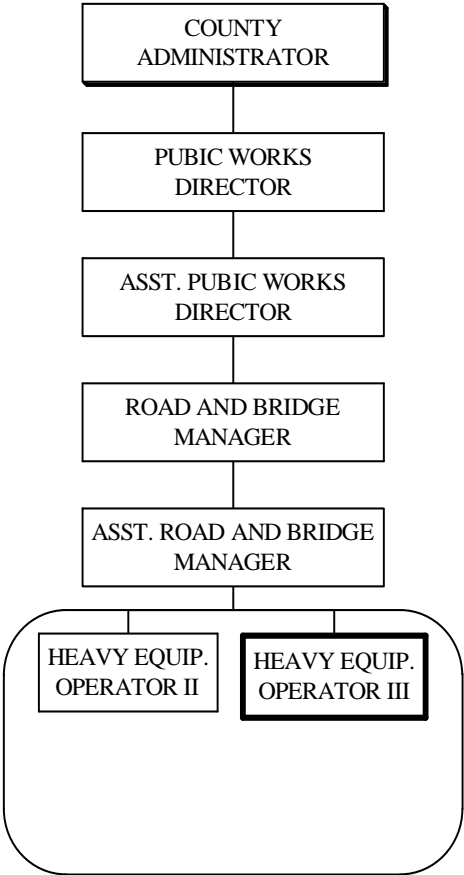 COUNTY
ADMINISTRATOR
PUBIC WORKS
DIRECTOR
ASST. PUBIC WORKS
DIRECTOR
ROAD AND BRIDGE
MANAGER
ASST. ROAD AND BRIDGE
MANAGER
HEAVY EQUIP.
OPERATOR II
HEAVY EQUIP.
OPERATOR III